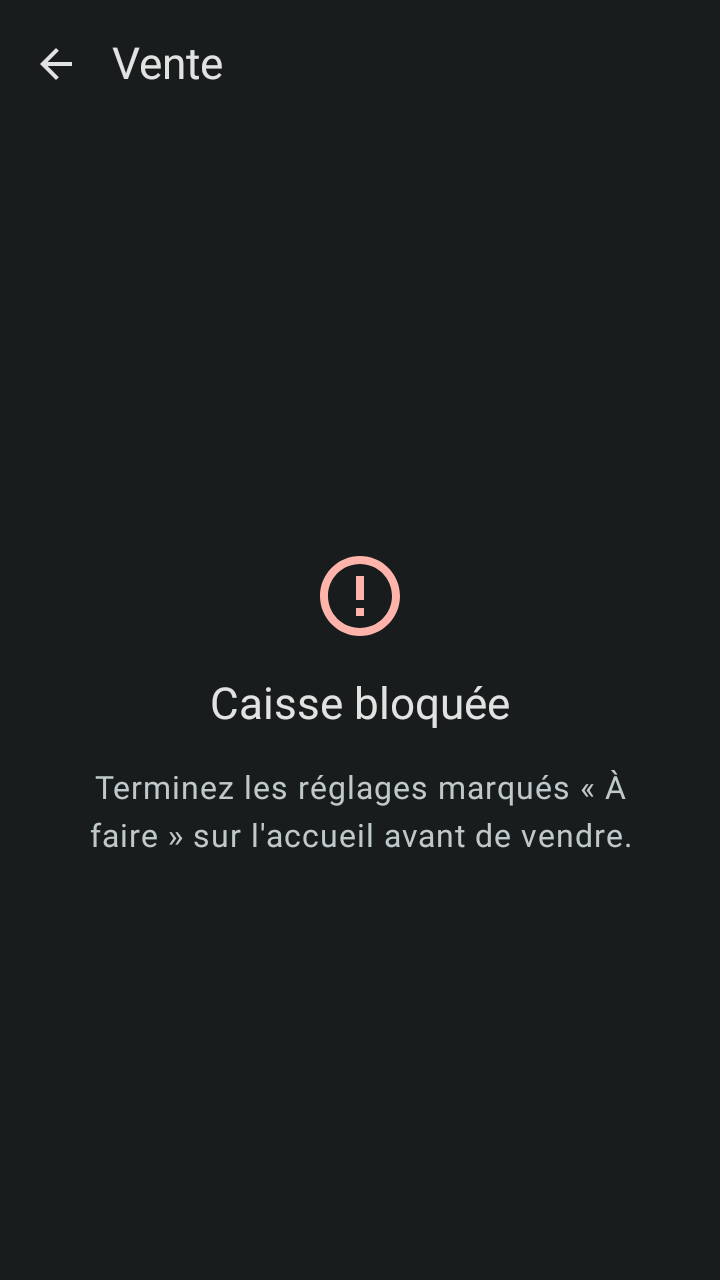 Vente
Caisse bloquée
Terminez les réglages marqués « À
faire » sur l'accueil avant de vendre.